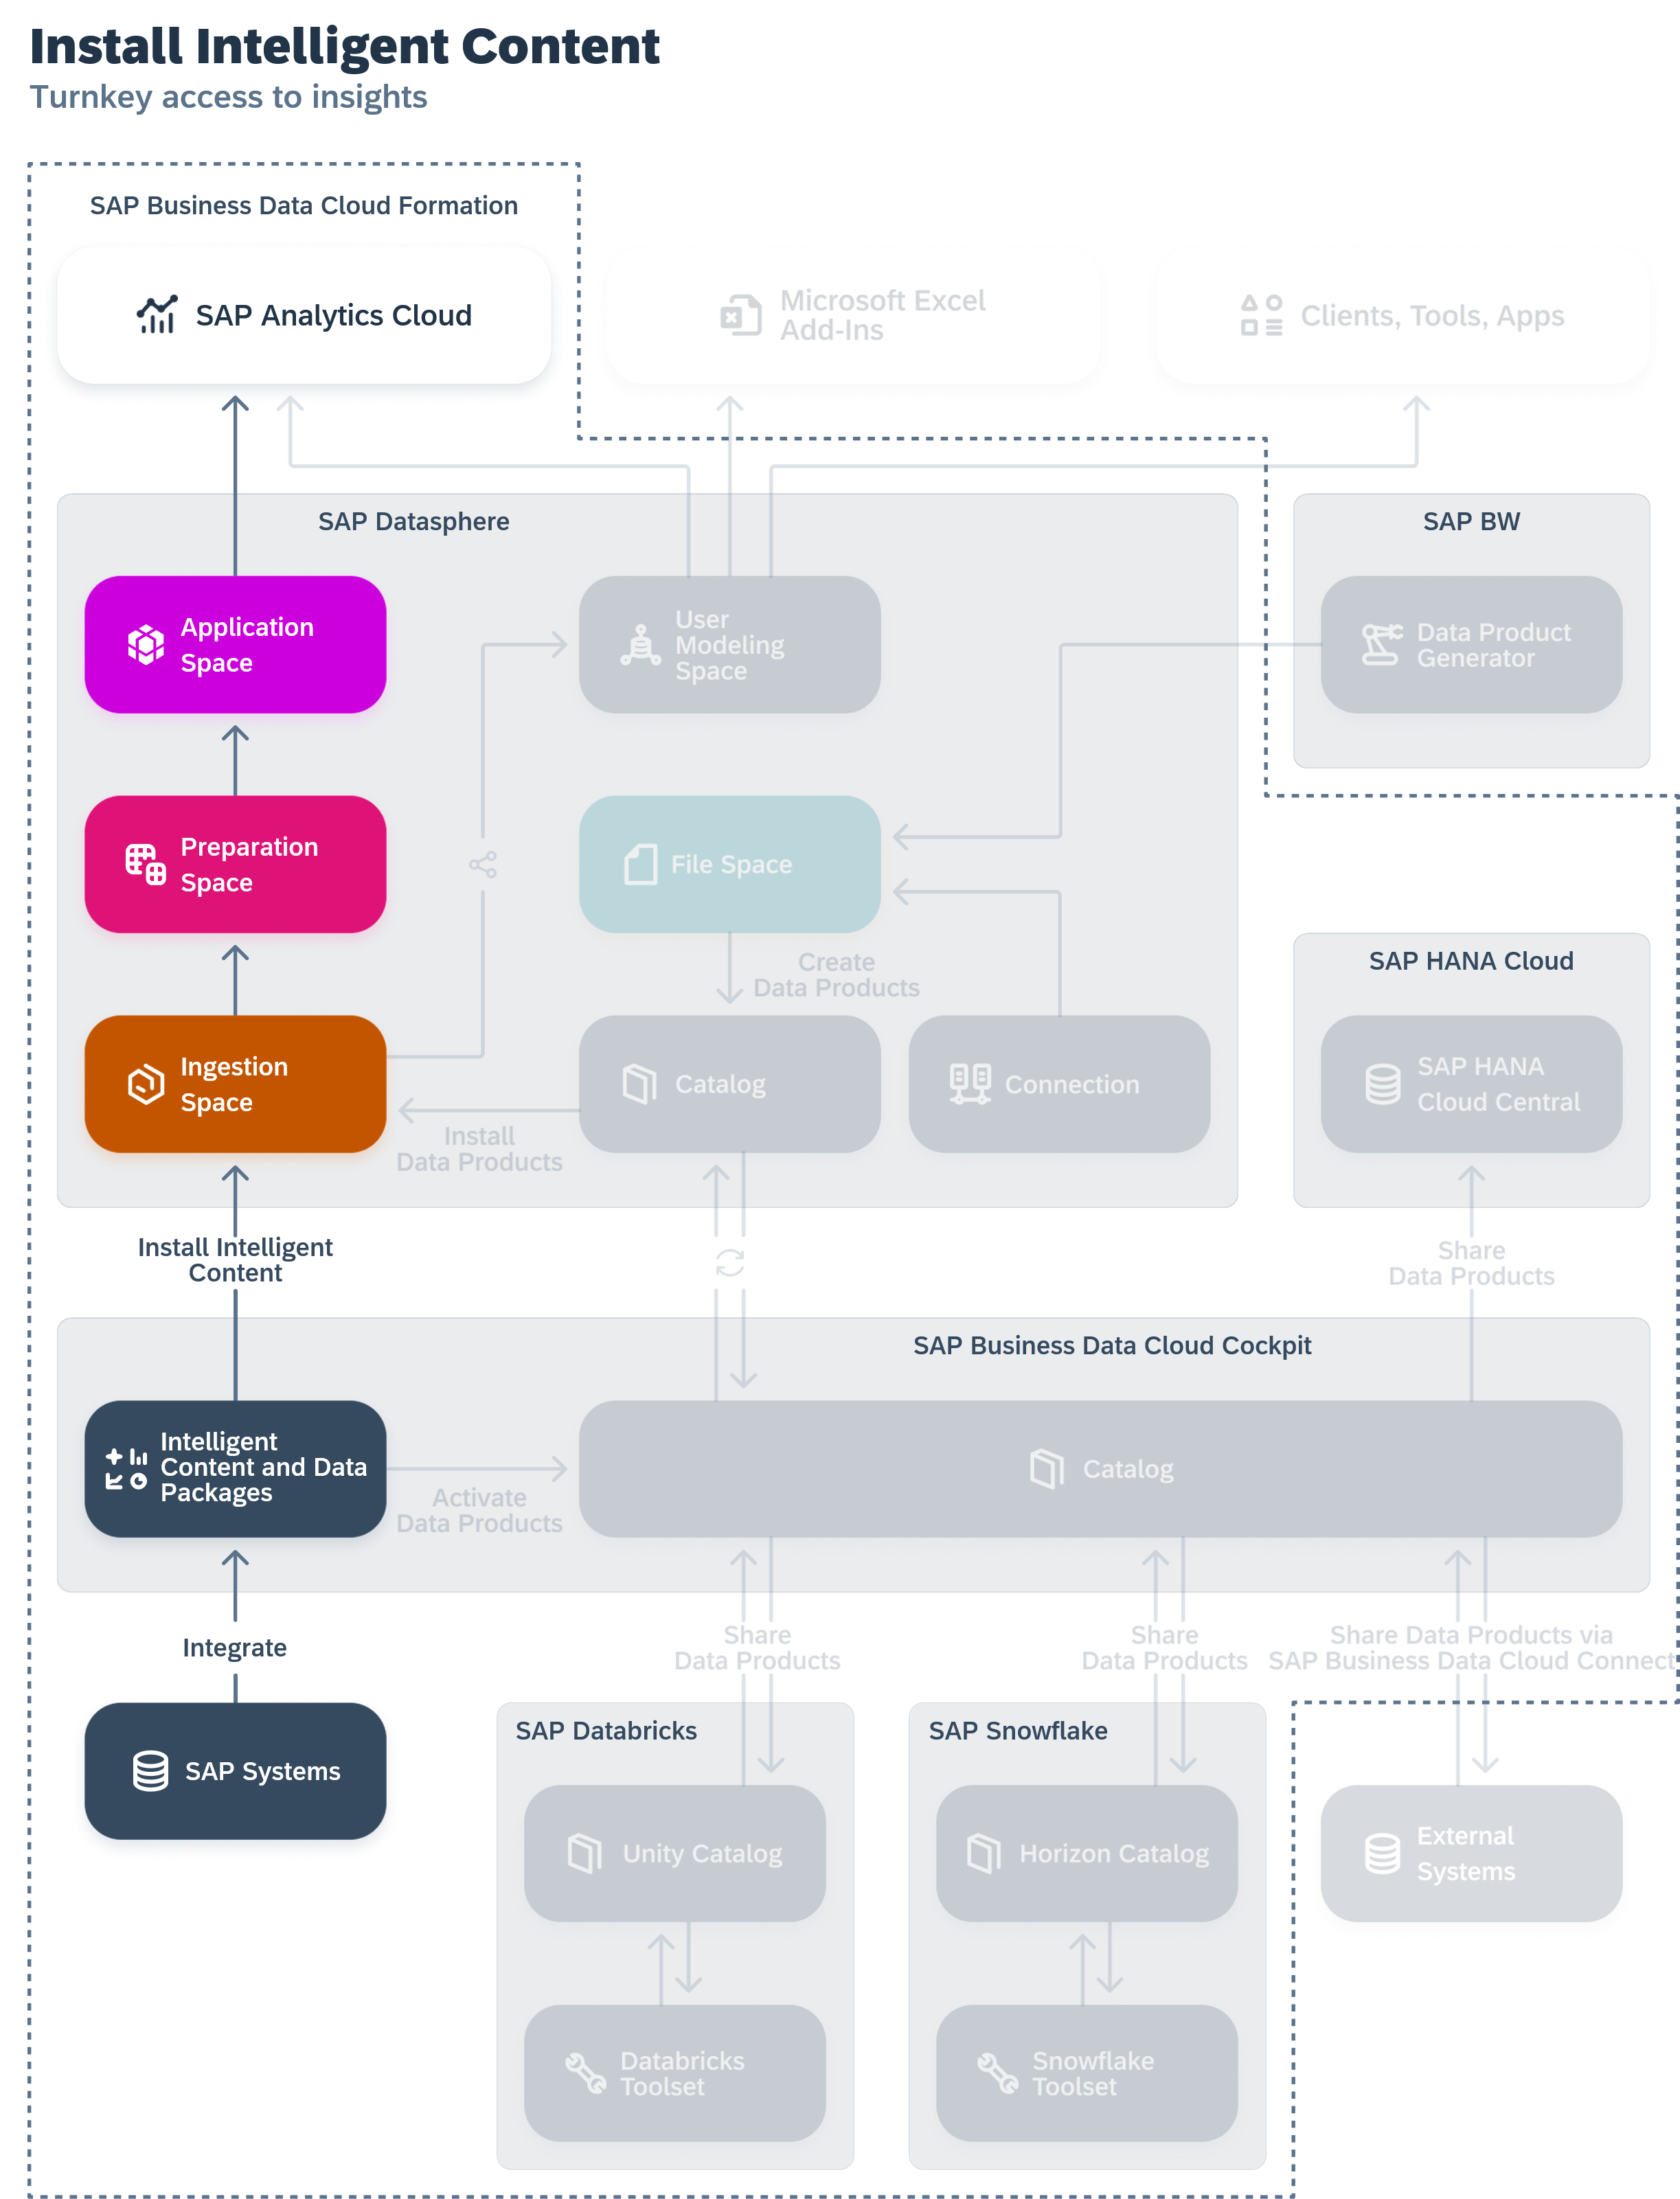 Install Intelligent Content
Turnkey access to insights
SAP Business Data Cloud Formation
SAP Analytics Cloud
Microsoft Excel
Add-Ins
Clients, Tools, Apps
SAP Datasphere
SAP BW
Application
Space
User
Modeling
Space
Data Product
Generator
Preparation
Space
File Space
Create
Data Products
SAP HANA Cloud
Ingestion
Space
Catalog
Connection
SAP HANA
Cloud Central
Install
Data Products
Install Intelligent
Content
Share
Data Products
SAP Business Data Cloud Cockpit
Intelligent
Content and Data
Packages
Catalog
Activate
Data Products
Integrate
Share
Data Products
Share
Data Products
Share Data Products via
SAP Business Data Cloud Connect
SAP Systems
SAP Databricks
SAP Snowflake
Unity Catalog
Horizon Catalog
External
Systems
Databricks
Toolset
Snowflake
Toolset